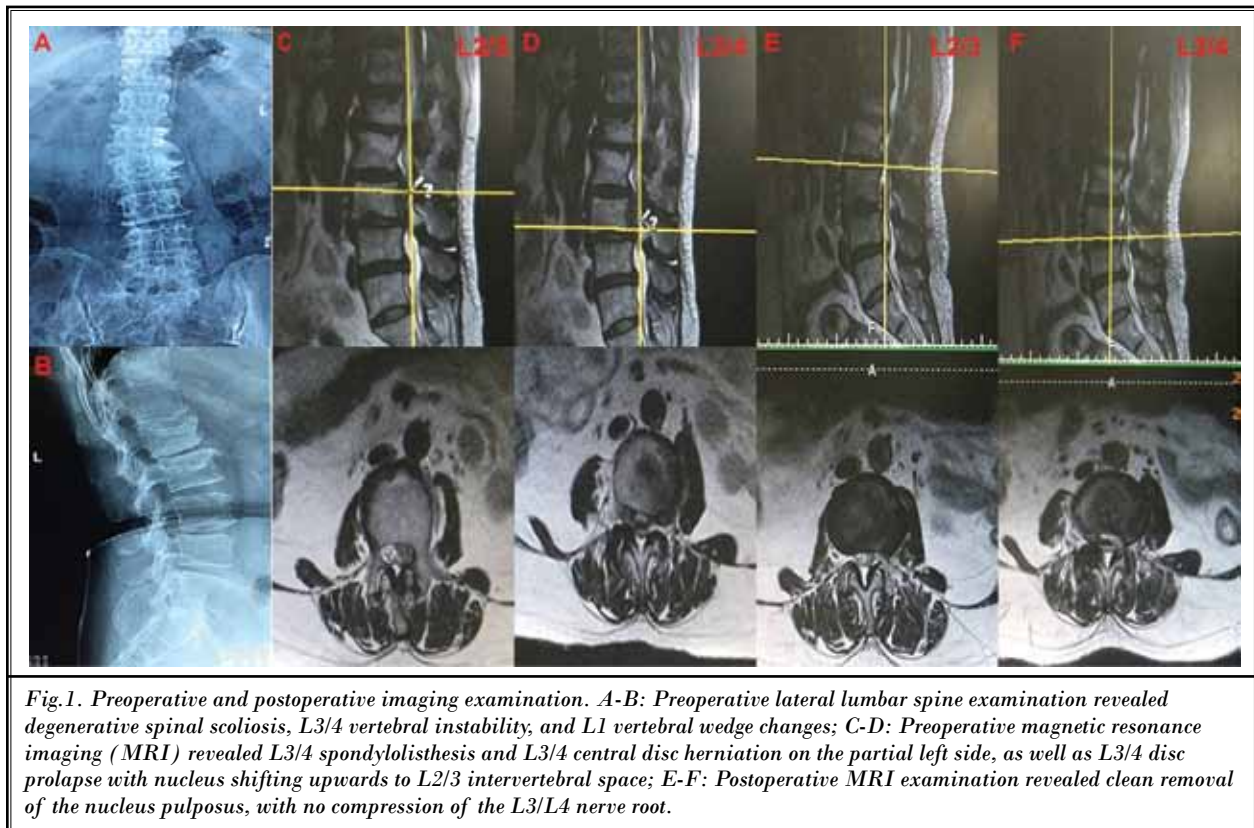 A
C
L2/3
D
L3/4
E
L2/3
F
L3/4
L
F
B
L
A
A
Fig.1. Preoperative and postoperative imaging examination. A-B: Preoperative lateral lumbar spine examination revealed
degenerative spinal scoliosis, L3/4 vertebral instability, and L1 vertebral wedge changes; C-D: Preoperative magnetic resonance
imaging (MRI) revealed L3/4 spondylolisthesis and L3/4 central disc herniation on the partial left side, as well as L3/4 disc
prolapse with nucleus shifting upwards to L2/3 intervertebral space; E-F: Postoperative MRI examination revealed clean removal
of the nucleus pulposus, with no compression of the L3/L4 nerve root.